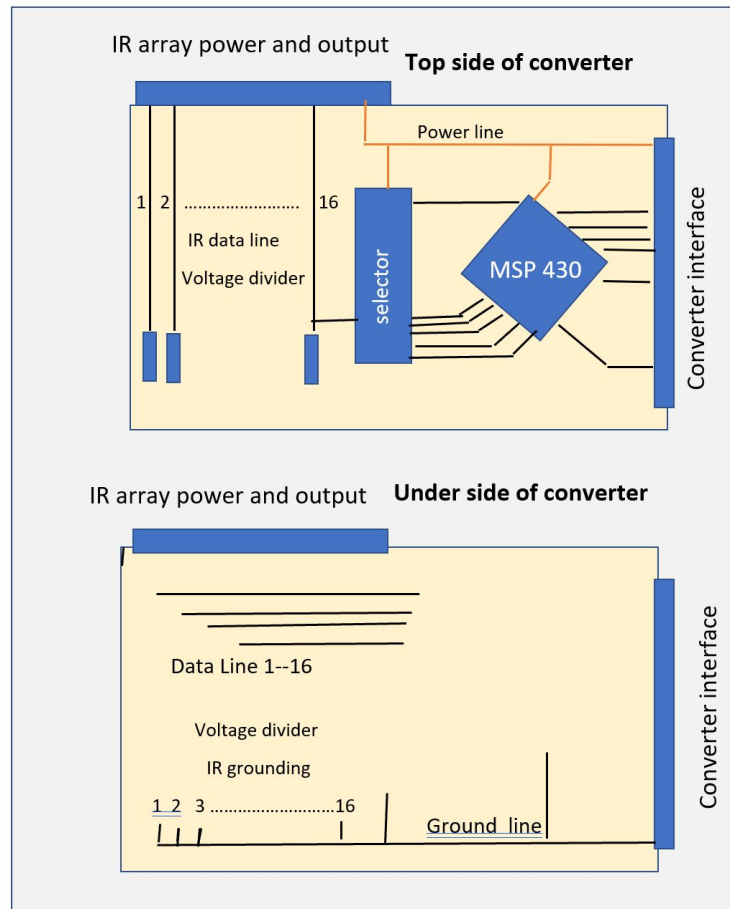 IR array power and output
Top side of converter
Power line
1 2 .......................... 16
IR data line
Voltage divider
selector
MSP 430
Converter interface
IR array power and output
Under side of converter
Data Line 1--16
Voltage divider
IR grounding
1 2 3 ............................16
Ground line
Converter interface